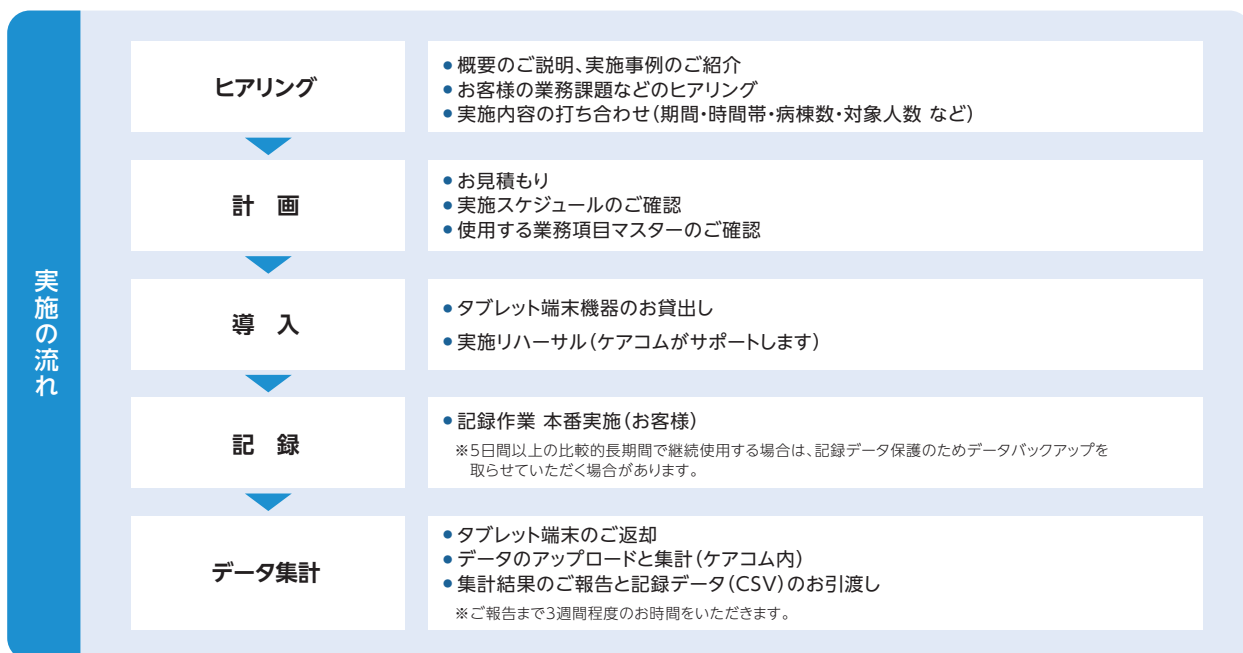 実施の流れ
ヒアリング
●概要のご説明、実施事例のご紹介
●お客様の業務課題などのヒアリング
●実施内容の打ち合わせ(期間・時間帯・病棟数・対象人数 など)
計 画
●お見積もり
●実施スケジュールのご確認
●使用する業務項目マスターのご確認
導 入
●タブレット端末機器のお貸出し
●実施リハーサル(ケアコムがサポートします)
記 録
●記録作業 本番実施(お客様)
※5日間以上の比較的長期間で継続使用する場合は、記録データ保護のためデータバックアップを
取らせていただく場合があります。
データ集計
●タブレット端末のご返却
●データのアップロードと集計(ケアコム内)
●集計結果のご報告と記録データ(CSV)のお引渡し
※ご報告まで3週間程度のお時間をいただきます。